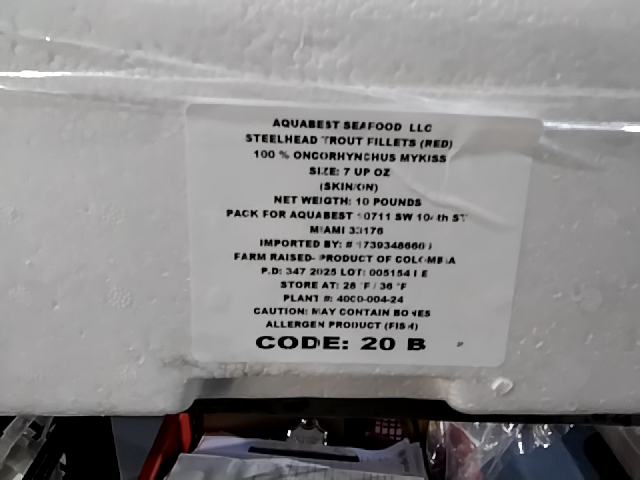 AQUABEST SEAFOOD LLC
STEELHEAD TROUT FILLETS (RED)
100 % ONCORHYNCHUS MYKISS
SIZE: 7 UP OZ
(SKIN/ON)
NET WEIGTH: 10 POUNDS
PACK FOR AQUABEST 10711 SW 104th ST
MIAMI 33176
IMPORTED BY: #
FARM RAISED- PRODUCT OF COLOMBIA
P.D: 347 2025 LOT:
STORE AT: 28 °F / 36 °F
PLANT #: 4000-004-24
CAUTION: MAY CONTAIN BONES
ALLERGEN PRODUCT (FISH)
CODE: 20 B